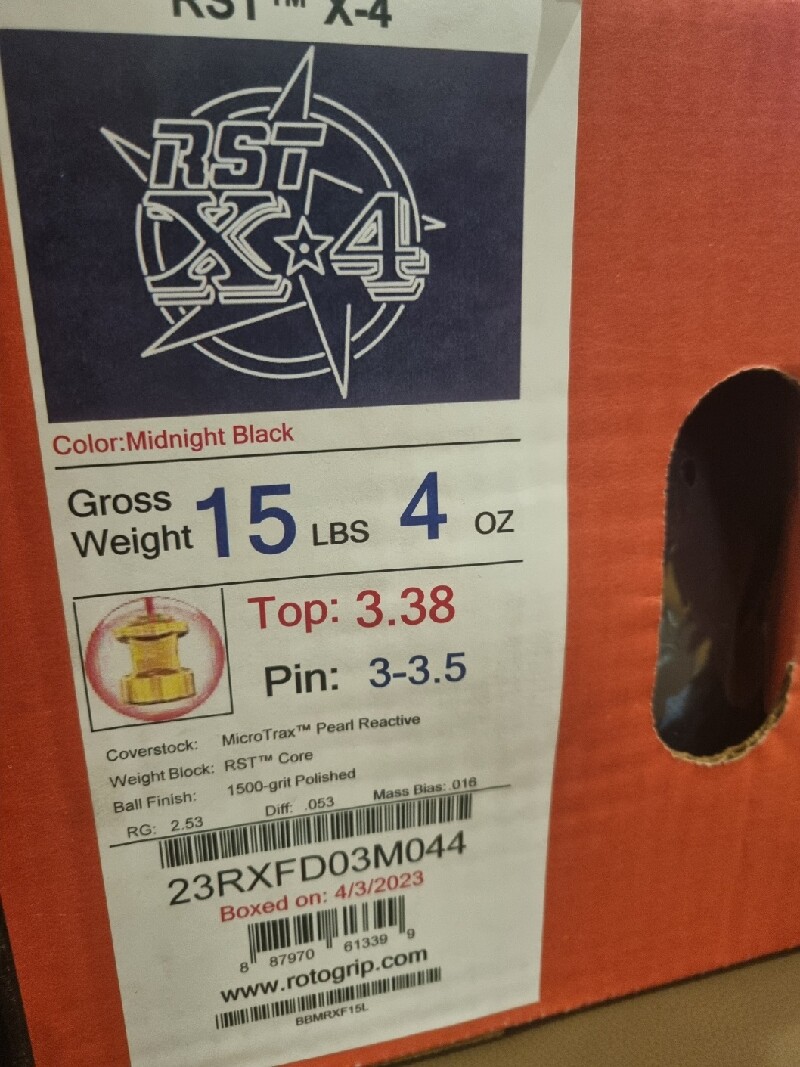 RST™ X-4
RST
X 4
Color:Midnight Black
Gross Weight 15 LBS 4 OZ
Top: 3.38
Pin: 3-3.5
Coverstock: MicroTrax™ Pearl Reactive
Weight Block: RST™ Core
Ball Finish: 1500-grit Polished
RG: 2.53 Diff: .053 Mass Bias: .016
23RXFD03M044
Boxed on: 4/3/2023
8 87970 61339 9
www.rotogrip.com
BBMRXF15L